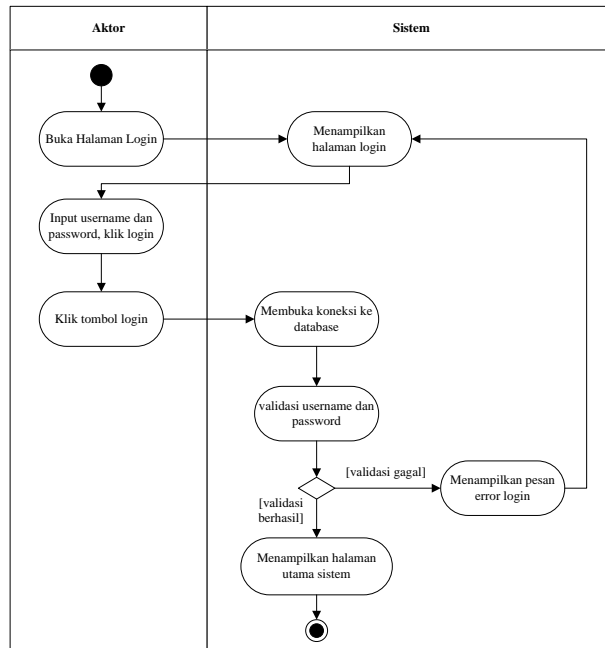 Aktor
Sistem
Buka Halaman Login
Menampilkan
halaman login
Input username dan
password, klik login
Klik tombol login
Membuka koneksi ke
database
validasi username dan
password
[validasi gagal]
Menampilkan pesan
error login
[validasi
berhasil]
Menampilkan halaman
utama sistem